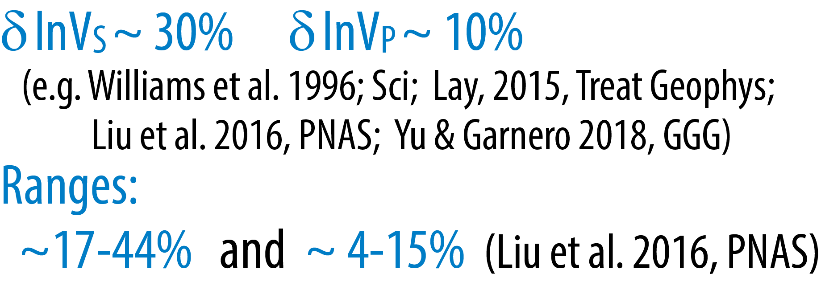 δ lnVS ~ 30% δ lnVP ~ 10%
(e.g. Williams et al. 1996; Sci; Lay, 2015, Treat Geophys;
Liu et al. 2016, PNAS; Yu & Garnero 2018, GGG)
Ranges:
~17-44% and ~ 4-15% (Liu et al. 2016, PNAS)